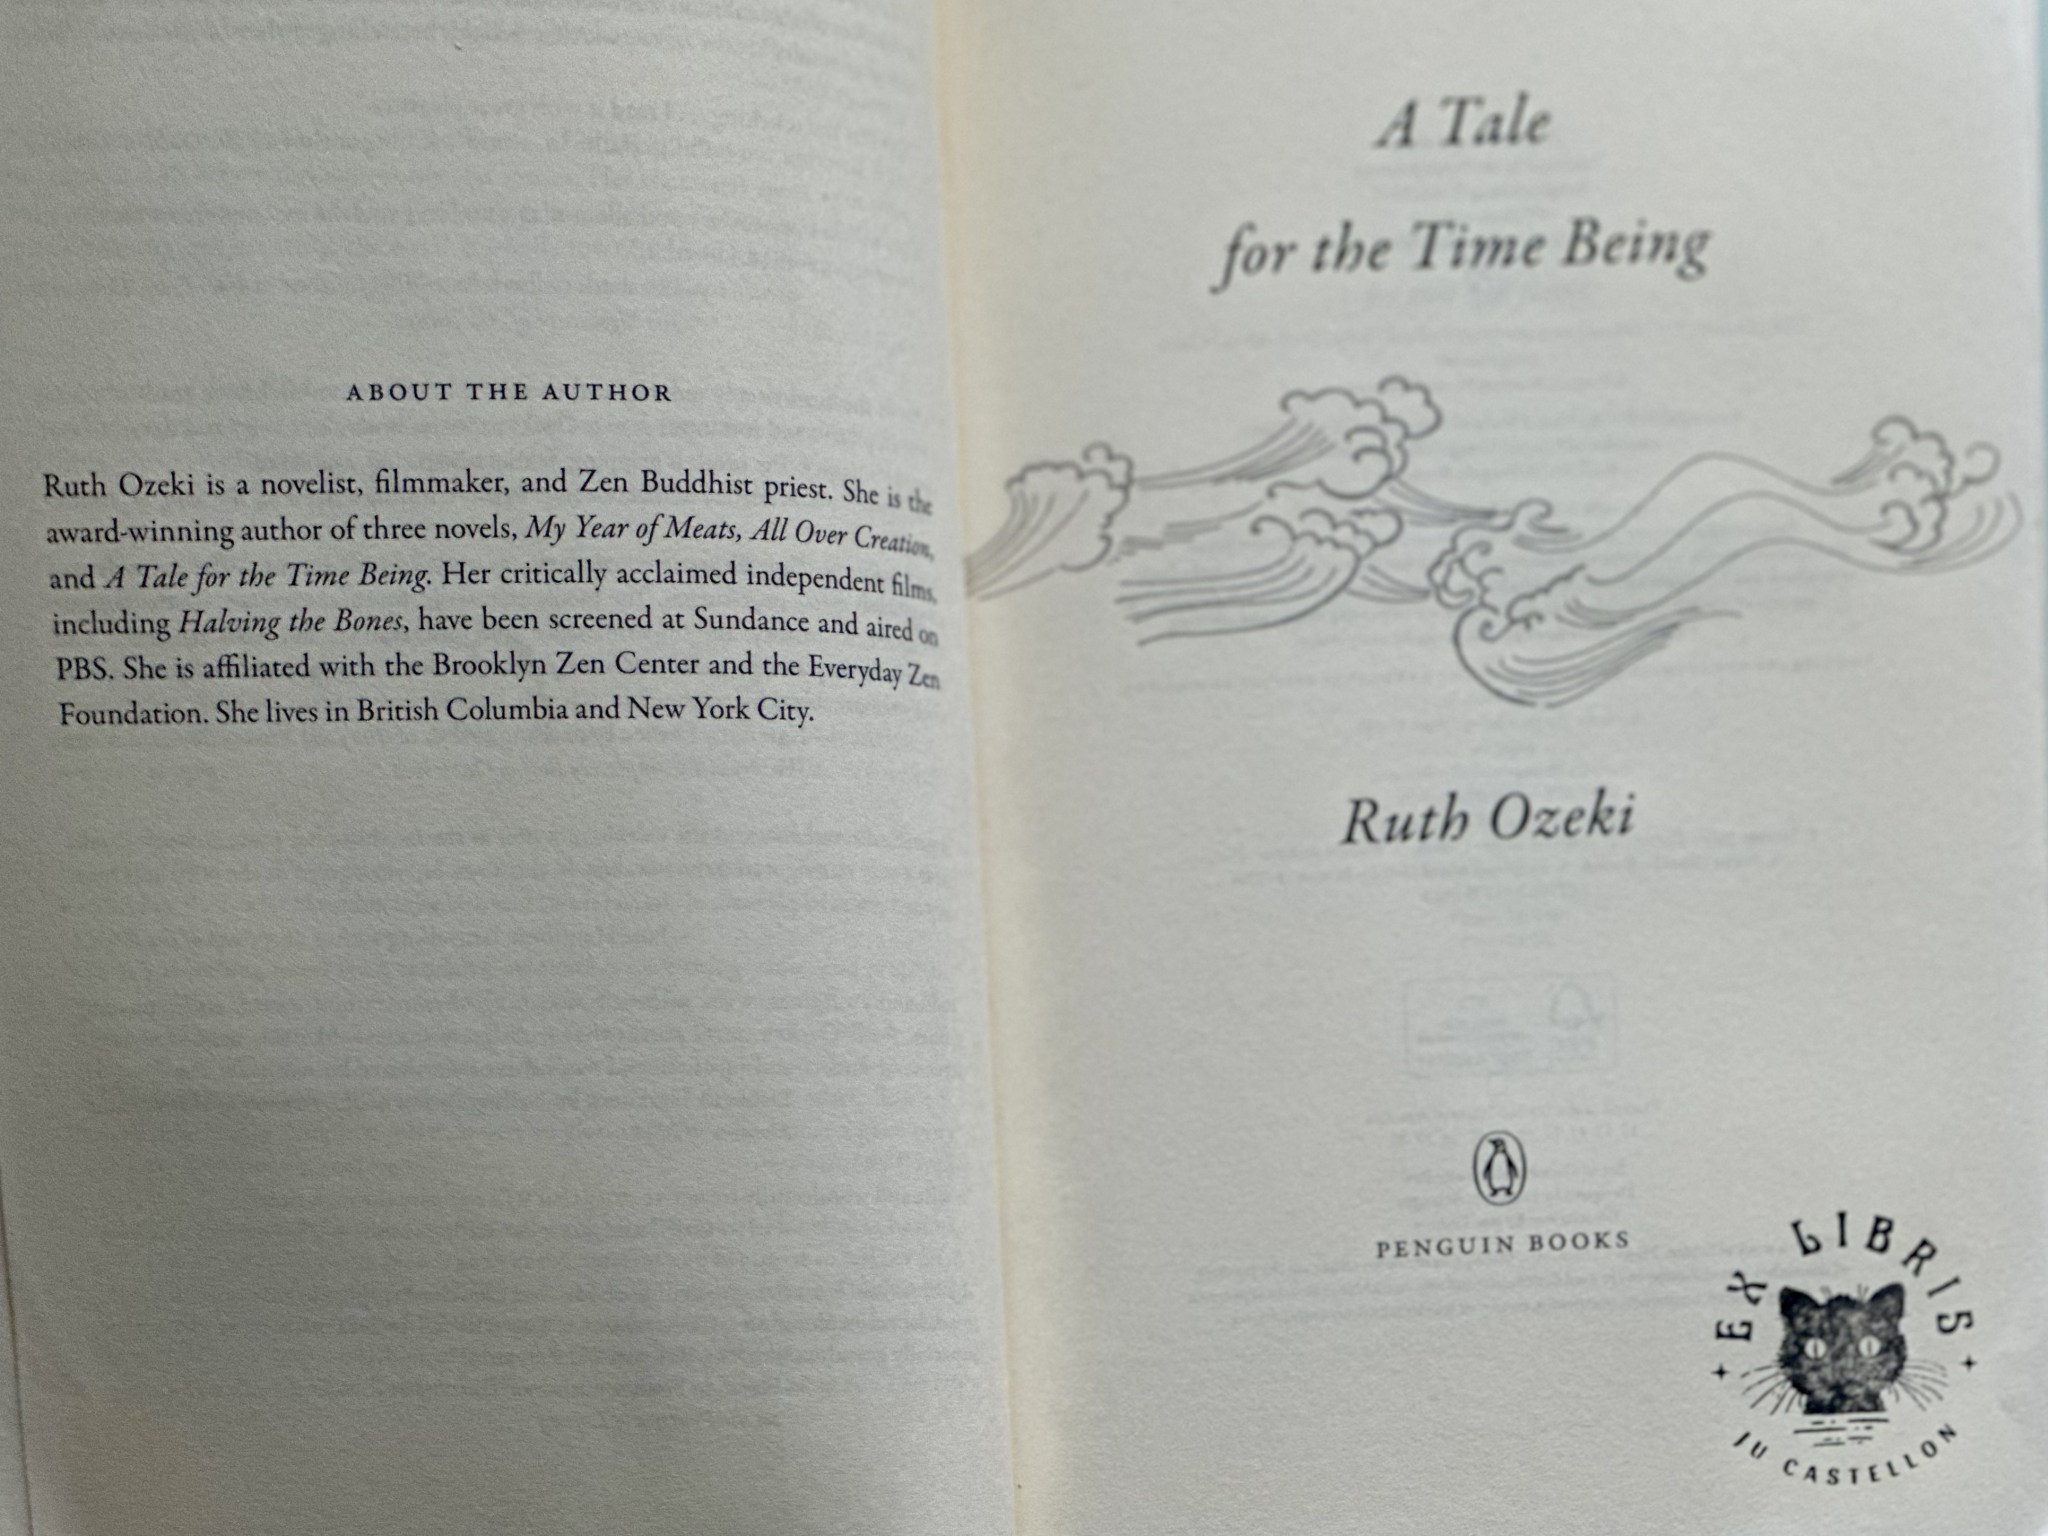 ABOUT THE AUTHOR
Ruth Ozeki is a novelist, filmmaker, and Zen Buddhist priest. She is the
award-winning author of three novels, My Year of Meats, All Over Creation,
and A Tale for the Time Being. Her critically acclaimed independent films,
including Halving the Bones, have been screened at Sundance and aired on
PBS. She is affiliated with the Brooklyn Zen Center and the Everyday Zen
Foundation. She lives in British Columbia and New York City.
A Tale
for the Time Being
Ruth Ozeki
PENGUIN BOOKS
EX LIBRIS
JU CASTELLON